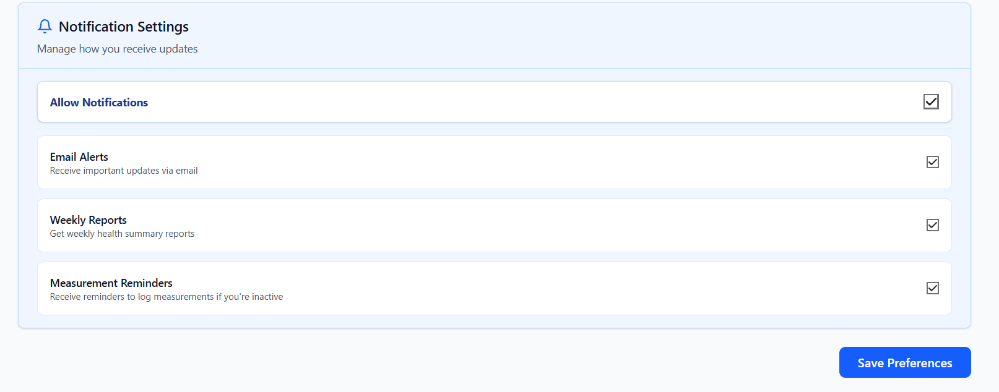 Notification Settings
Manage how you receive updates
Allow Notifications
Email Alerts
Receive important updates via email
Weekly Reports
Get weekly health summary reports
Measurement Reminders
Receive reminders to log measurements if you're inactive
Save Preferences